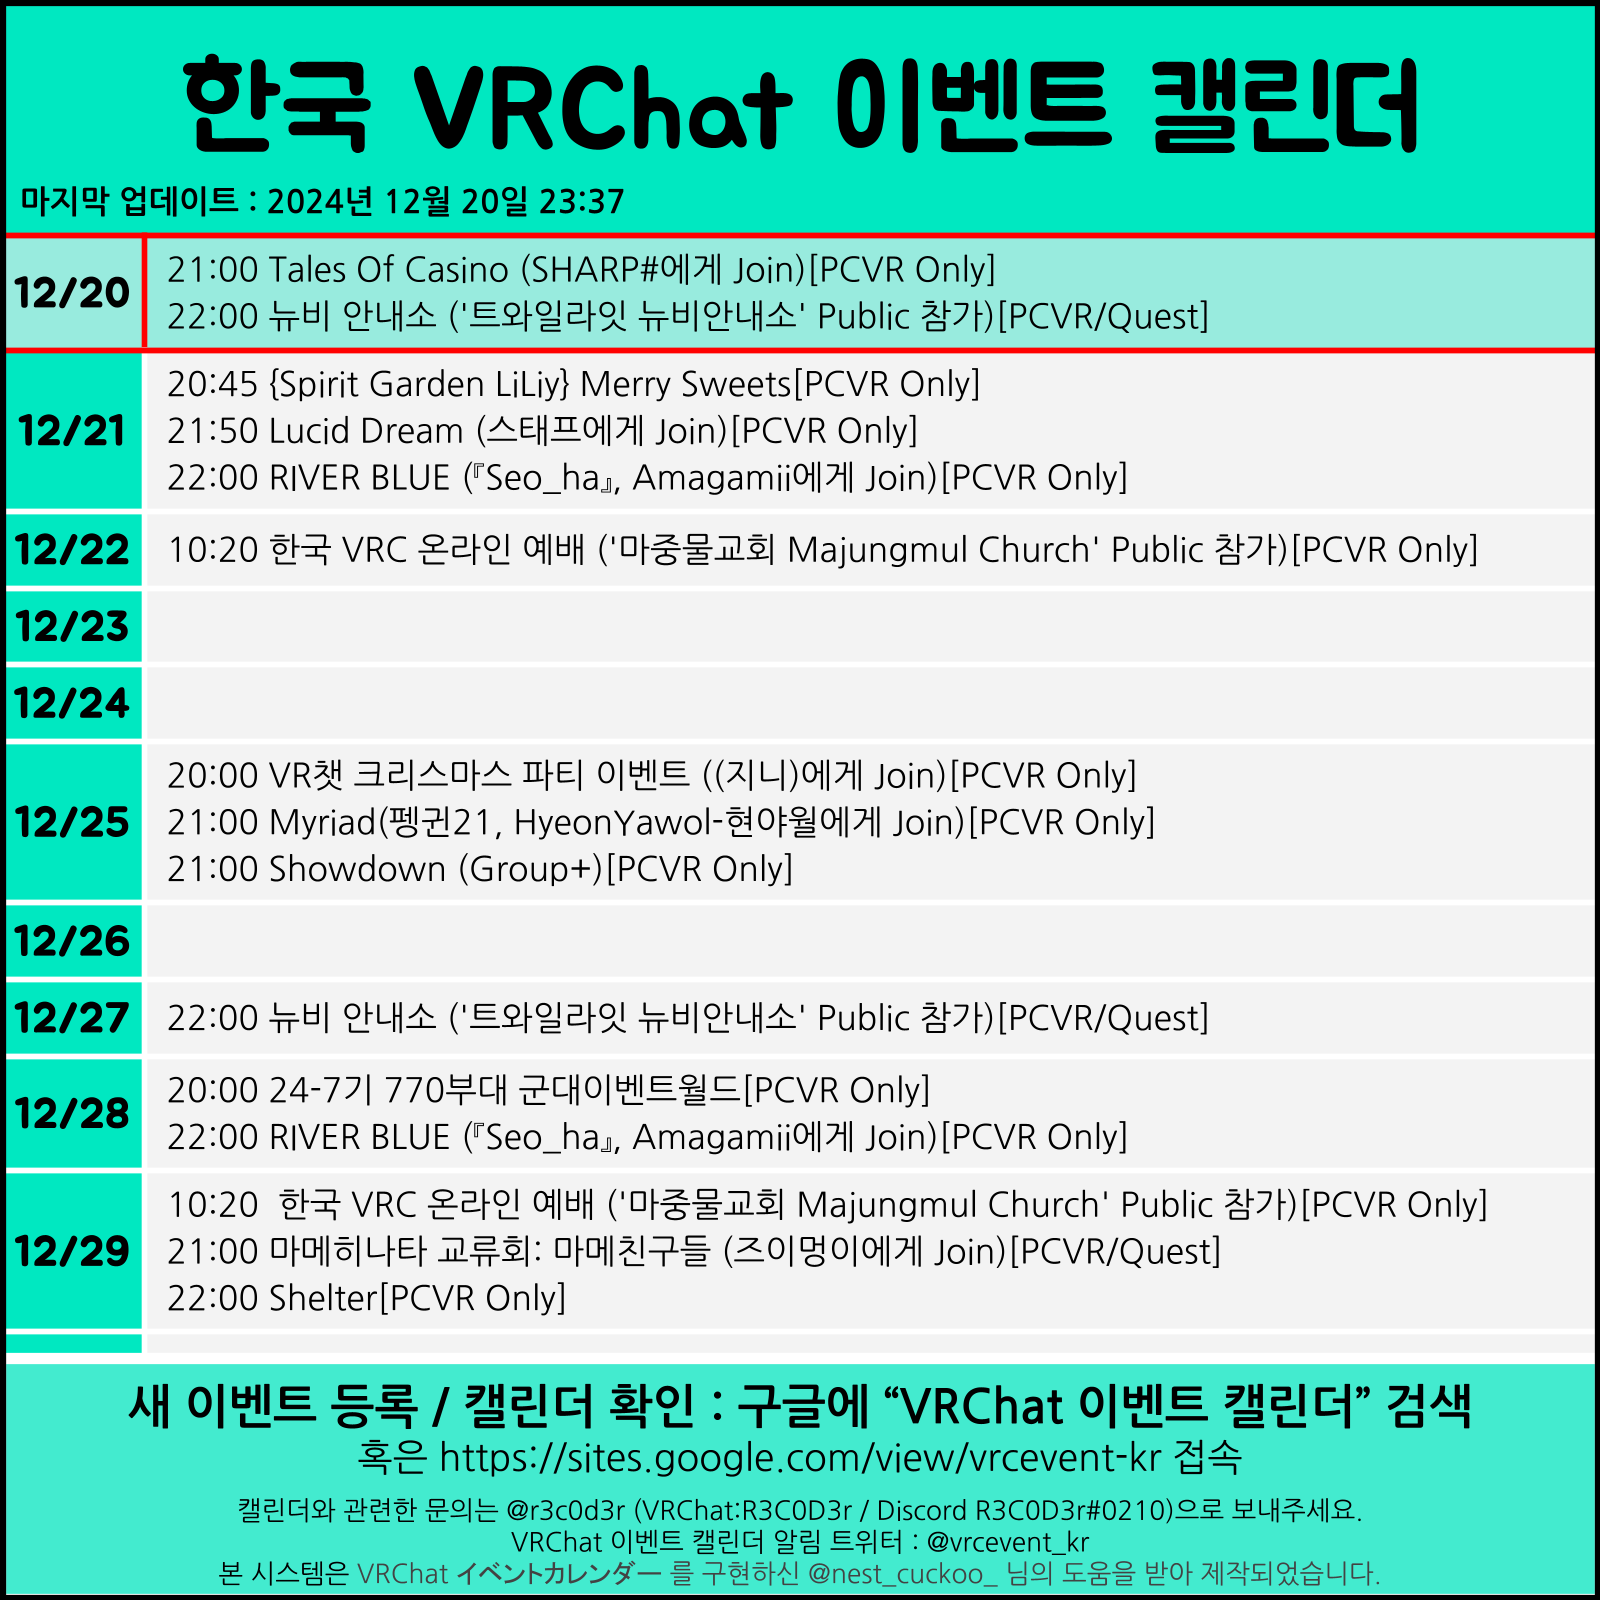 한국 VRChat 이벤트 캘린더
마지막 업데이트 : 2024년 12월 20일 23:37
12/20
21:00 Tales Of Casino (SHARP#에게 Join)[PCVR Only]
22:00 뉴비 안내소 ('트와일라잇 뉴비안내소' Public 참가)[PCVR/Quest]
12/21
20:45 {Spirit Garden LiLiy} Merry Sweets[PCVR Only]
21:50 Lucid Dream (스태프에게 Join)[PCVR Only]
22:00 RIVER BLUE (『Seo_ha』, Amagamii에게 Join)[PCVR Only]
12/22
10:20 한국 VRC 온라인 예배 ('마중물교회 Majungmul Church' Public 참가)[PCVR Only]
12/23
12/24
12/25
20:00 VR챗 크리스마스 파티 이벤트 ((지니)에게 Join)[PCVR Only]
21:00 Myriad(펭귄21, HyeonYawol-현야월에게 Join)[PCVR Only]
21:00 Showdown (Group+)[PCVR Only]
12/26
12/27
22:00 뉴비 안내소 ('트와일라잇 뉴비안내소' Public 참가)[PCVR/Quest]
12/28
20:00 24-7기 770부대 군대이벤트월드[PCVR Only]
22:00 RIVER BLUE (『Seo_ha』, Amagamii에게 Join)[PCVR Only]
12/29
10:20  한국 VRC 온라인 예배 ('마중물교회 Majungmul Church' Public 참가)[PCVR Only]
21:00 마메히나타 교류회: 마메친구들 (즈이멍이에게 Join)[PCVR/Quest]
22:00 Shelter[PCVR Only]
새 이벤트 등록 / 캘린더 확인 : 구글에 “VRChat 이벤트 캘린더” 검색
혹은 https://sites.google.com/view/vrcevent-kr 접속
캘린더와 관련한 문의는 @r3c0d3r (VRChat:R3C0D3r / Discord R3C0D3r#0210)으로 보내주세요.
VRChat 이벤트 캘린더 알림 트위터 : @vrcevent_kr
본 시스템은 VRChat イベントカレンダー 를 구현하신 @nest_cuckoo_ 님의 도움을 받아 제작되었습니다.